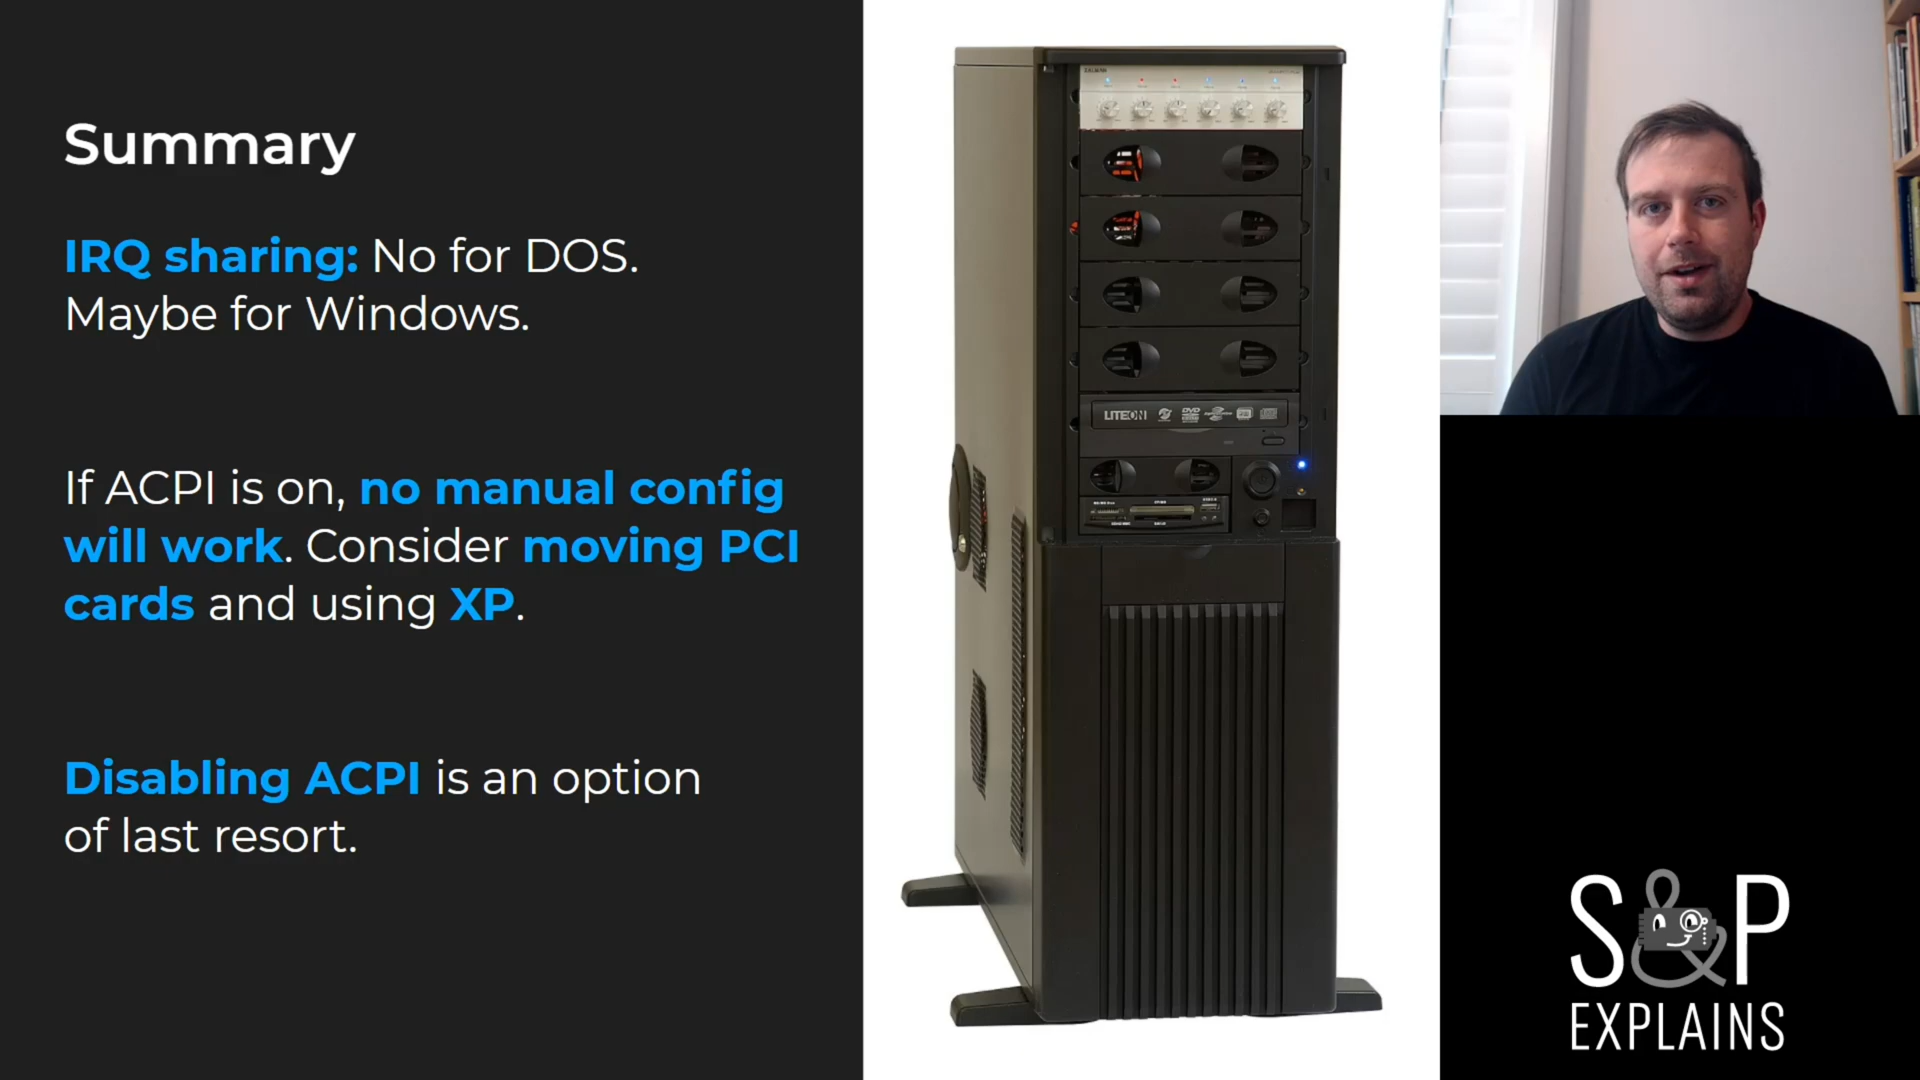 Summary
IRQ sharing: No for DOS.
Maybe for Windows.
If ACPI is on, no manual config
will work. Consider moving PCI
cards and using XP.
Disabling ACPI is an option
of last resort.
ZALMAN
LITEON
DVD
S&P
EXPLAINS